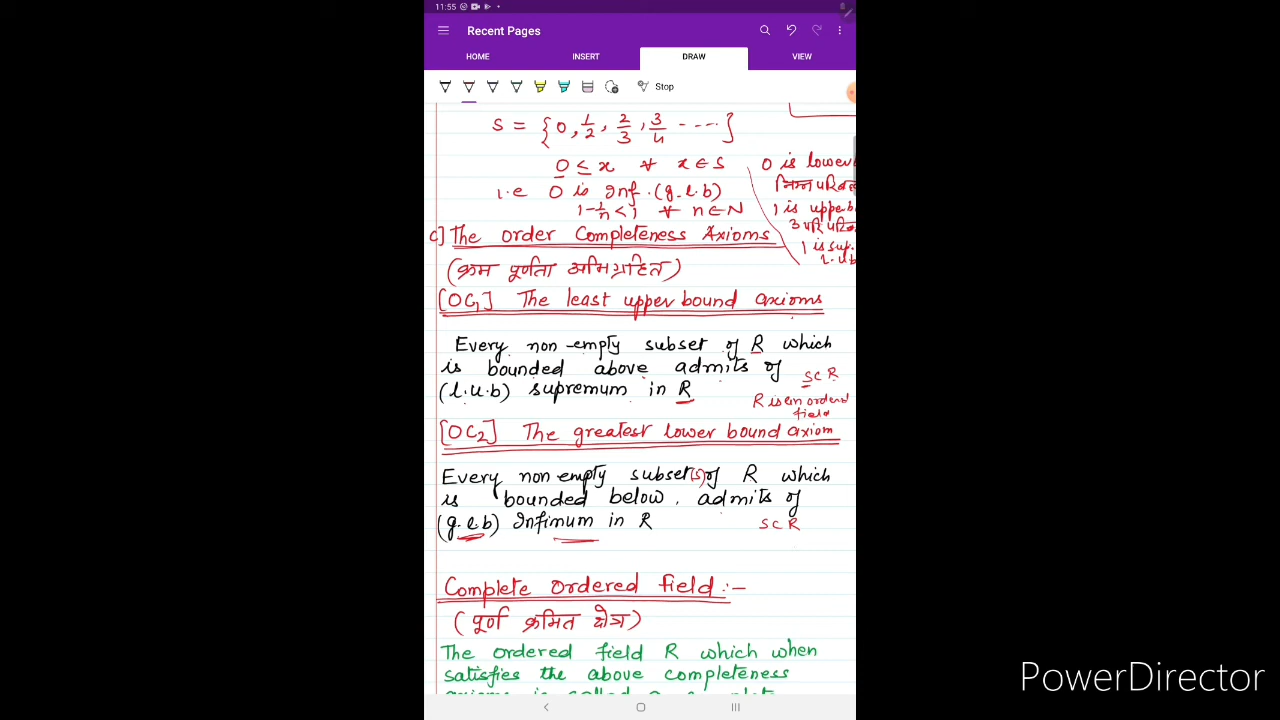 11:55
Recent Pages
HOME INSERT DRAW VIEW
Stop
S = {0, 1/2, 2/3, 3/4 ----}
0 ≤ x ∀ x ∈ S
i.e 0 is Inf. (g.l.b)
1-1/n < 1 ∀ n ∈ N
0 is lower
निम्न परिबद्ध
1 is upper b
उपरि परि
1 is sup.
l.u.b
C] The order Completeness Axioms
(क्रम पूर्णता अभिग्रहित)
[OC1] The least upper bound axioms
Every non-empty subset of R which
is bounded above admits of
(l.u.b) supremum in R
S⊂R
R is an ordered
field
[OC2] The greatest lower bound axiom
Every non empty subset(S) of R which
is bounded below, admits of
(g.l.b) Infimum in R
S⊂R
Complete Ordered field :-
(पूर्ण क्रमित क्षेत्र)
The ordered field R which when
satisfies the above completeness
PowerDirector